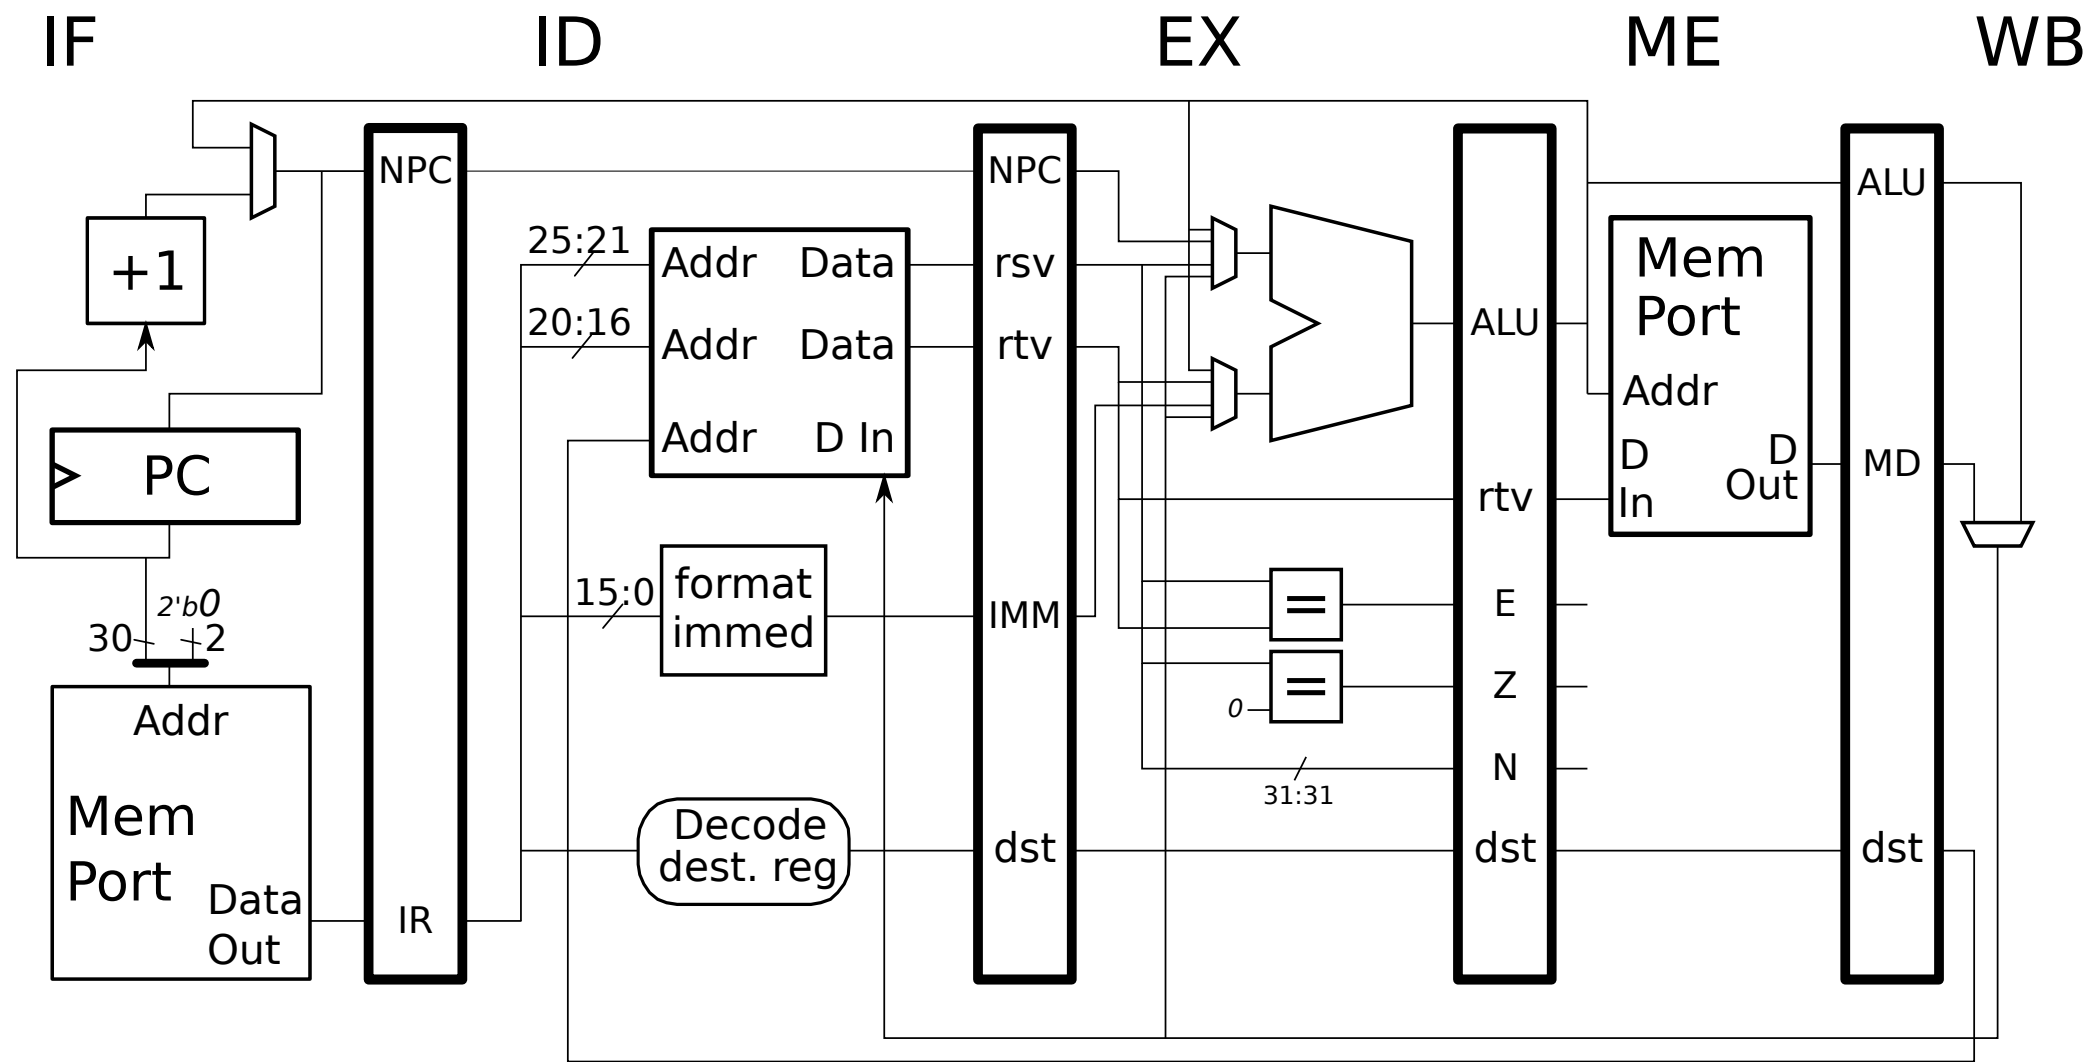 IF ID EX ME WB
NPC
NPC
ALU
+1
25:21
20:16
Addr Data
Addr Data
Addr D In
rsv
rtv
ALU
Mem
Port
Addr
D
In
D
Out
MD
PC
rtv
2'b0
30
2
15:0
format
immed
IMM
=
E
=
Z
0
Addr
Mem
Port
Data
Out
IR
N
31:31
Decode
dest. reg
dst
dst
dst